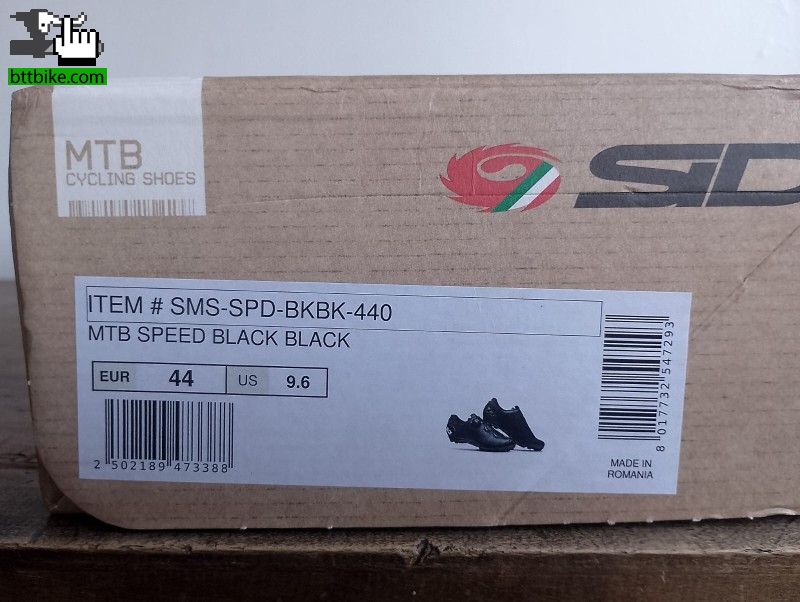 bttbike.com
MTB
CYCLING SHOES
SID
ITEM # SMS-SPD-BKBK-440
MTB SPEED BLACK BLACK
EUR 44 US 9.6
2 502189 473388
8 017732 547293
MADE IN
ROMANIA